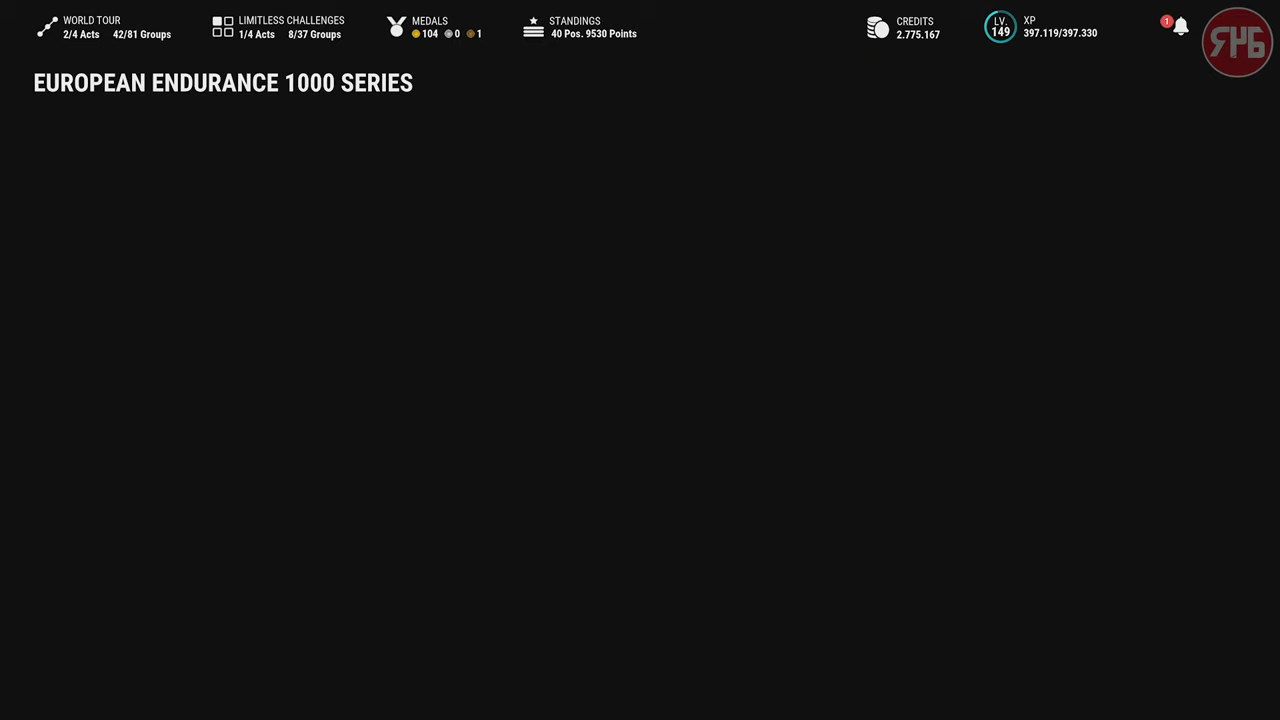 WORLD TOUR
2/4 Acts 42/81 Groups
LIMITLESS CHALLENGES
1/4 Acts 8/37 Groups
MEDALS
104 0 1
STANDINGS
40 Pos. 9530 Points
CREDITS
2.775.167
LV.
149
XP
397.119/397.330
1
ЯНБ
EUROPEAN ENDURANCE 1000 SERIES